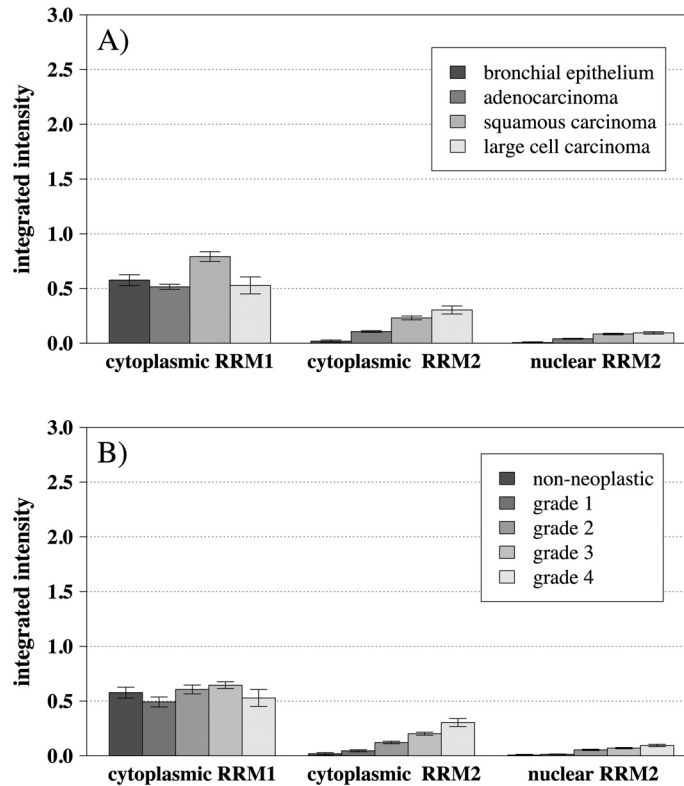 A)
3.0
2.5
2.0
1.5
1.0
0.5
0.0
integrated intensity
bronchial epithelium
adenocarcinoma
squamous carcinoma
large cell carcinoma
cytoplasmic RRM1 cytoplasmic RRM2 nuclear RRM2
B)
3.0
2.5
2.0
1.5
1.0
0.5
0.0
integrated intensity
non-neoplastic
grade 1
grade 2
grade 3
grade 4
cytoplasmic RRM1 cytoplasmic RRM2 nuclear RRM2